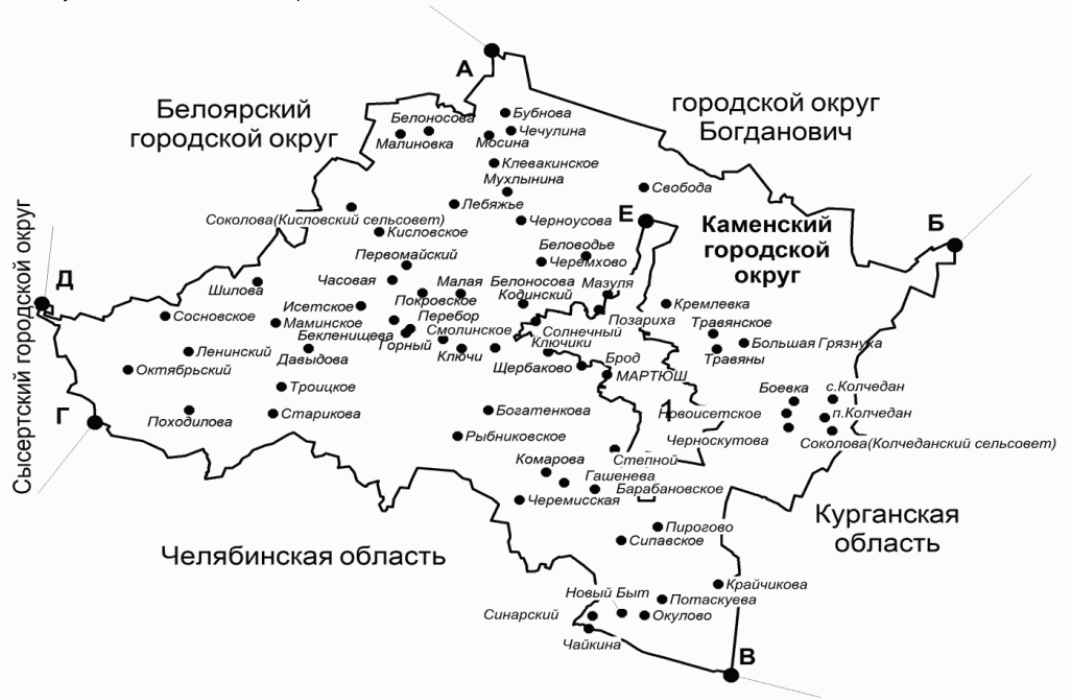 А
Белоярский
городской округ
городской округ
Богданович
Белоносова
Малиновка
Бубнова
Чечулина
Мосина
Клевакинское
Мухлынина
Свобода
Лебяжье
Соколова(Кисловский сельсовет)
Кисловское
Черноусова
Е
Каменский
городской
округ
Б
Сысертский городской округ
Д
Первомайский
Беловодье
Черемхово
Шилова
Часовая
Малая Белоносова
Покровское
Кодинский
Мазуля
Исетское
Кремлевка
Сосновское
Маминское
Перебор
Позариха
Травянское
Бекленищева
Смолинское
Солнечный
Горный
Ключики
Большая Грязнуха
Ленинский
Давыдова
Ключи
Травяны
Октябрьский
Щербаково
Брод
МАРТЮШ
Троицкое
Боевка
с.Колчедан
Г
Походилова
Старикова
Богатенкова
1
Новоисетское
п.Колчедан
Рыбниковское
Черноскутова
Соколова(Колчеданский сельсовет)
Комарова
Степной
Гашенева
Барабановское
Черемисская
Челябинская область
Курганская
область
Пирогово
Сипавское
Крайчикова
Новый Быт
Потаскуева
Синарский
Окулово
Чайкина
В